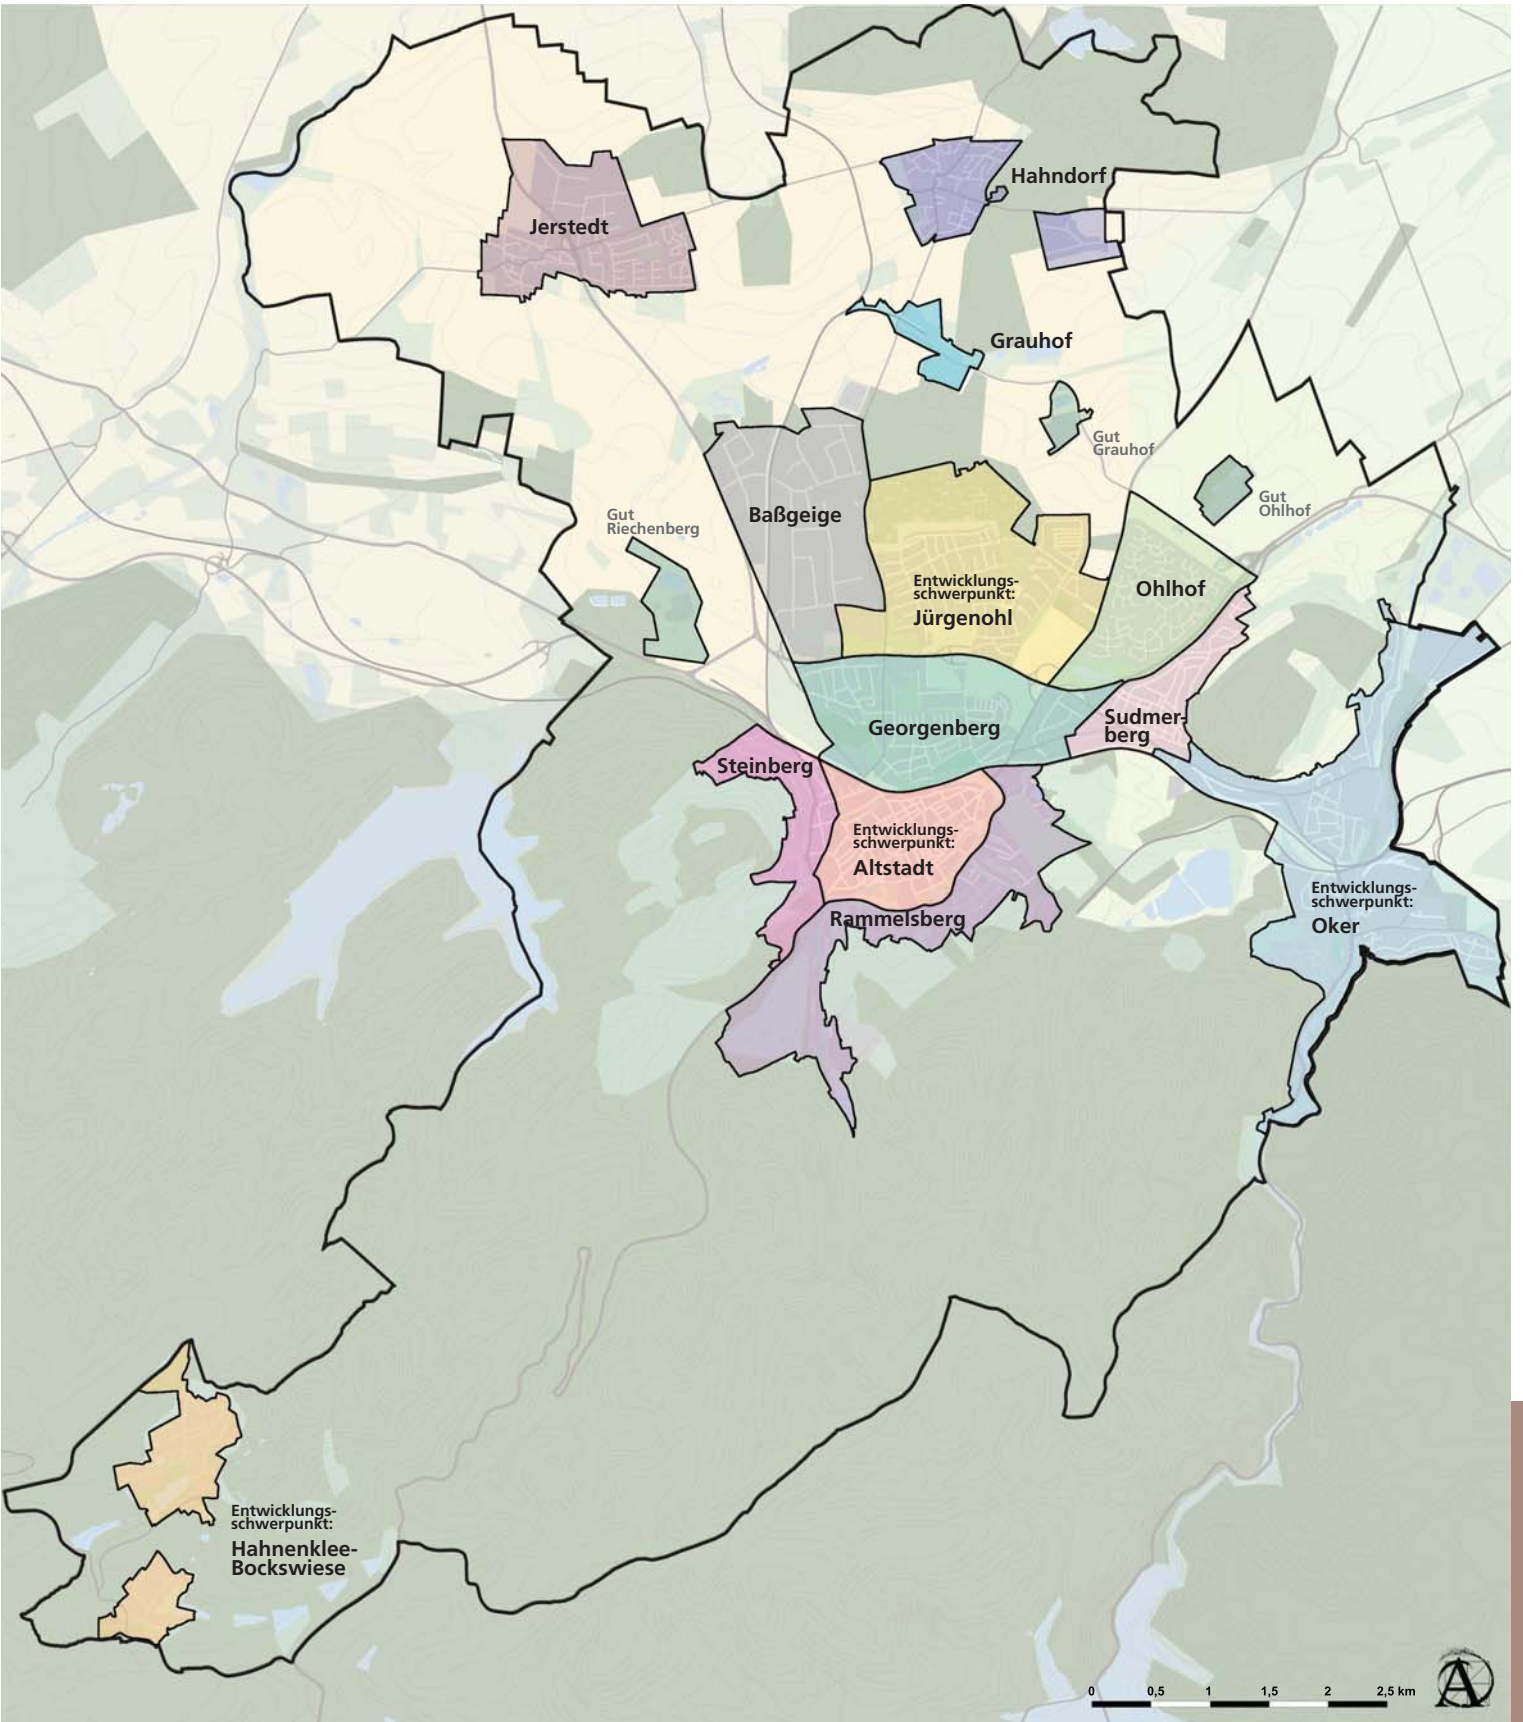 Hahndorf
Jerstedt
Grauhof
Gut
Grauhof
Gut
Ohlhof
Gut
Riechenberg
Baßgeige
Entwicklungs-
schwerpunkt:
Jürgenohl
Ohlhof
Georgenberg
Sudmer-
berg
Steinberg
Entwicklungs-
schwerpunkt:
Altstadt
Rammelsberg
Entwicklungs-
schwerpunkt:
Oker
Entwicklungs-
schwerpunkt:
Hahnenklee-
Bockswiese
0 0,5 1 1,5 2 2,5 km
A